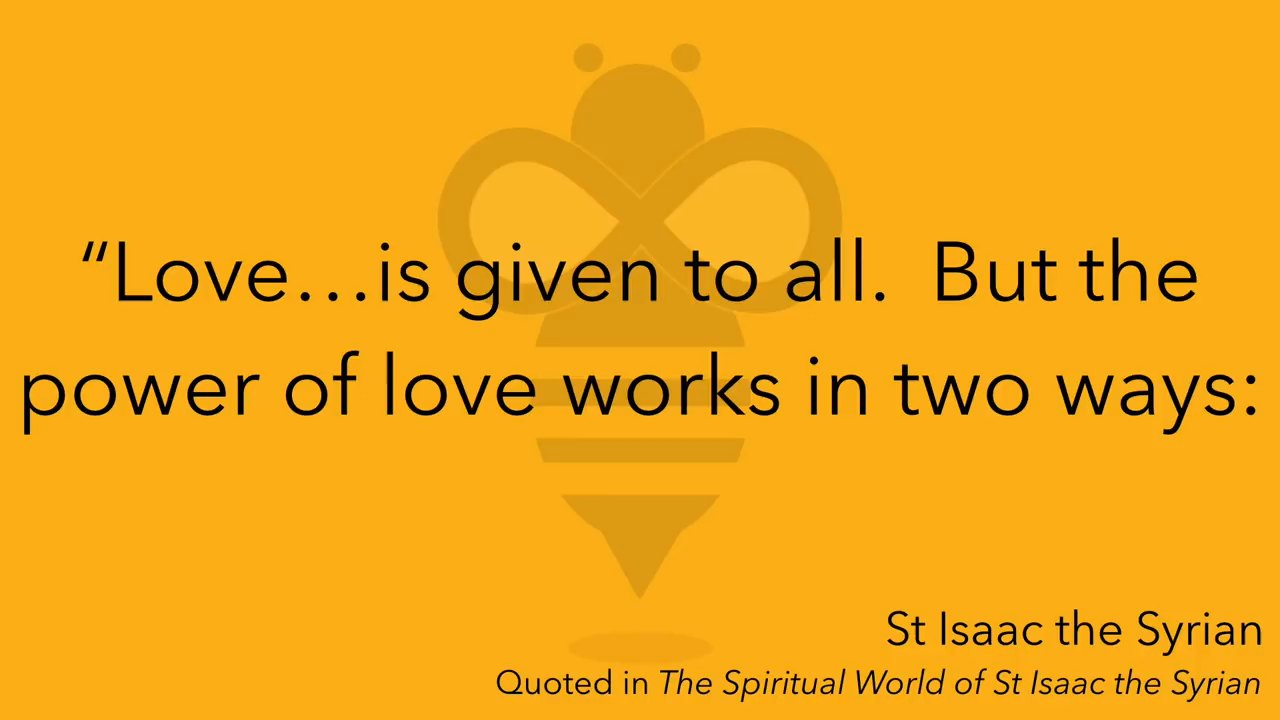 “Love…is given to all.  But the
power of love works in two ways:
St Isaac the Syrian
Quoted in The Spiritual World of St Isaac the Syrian